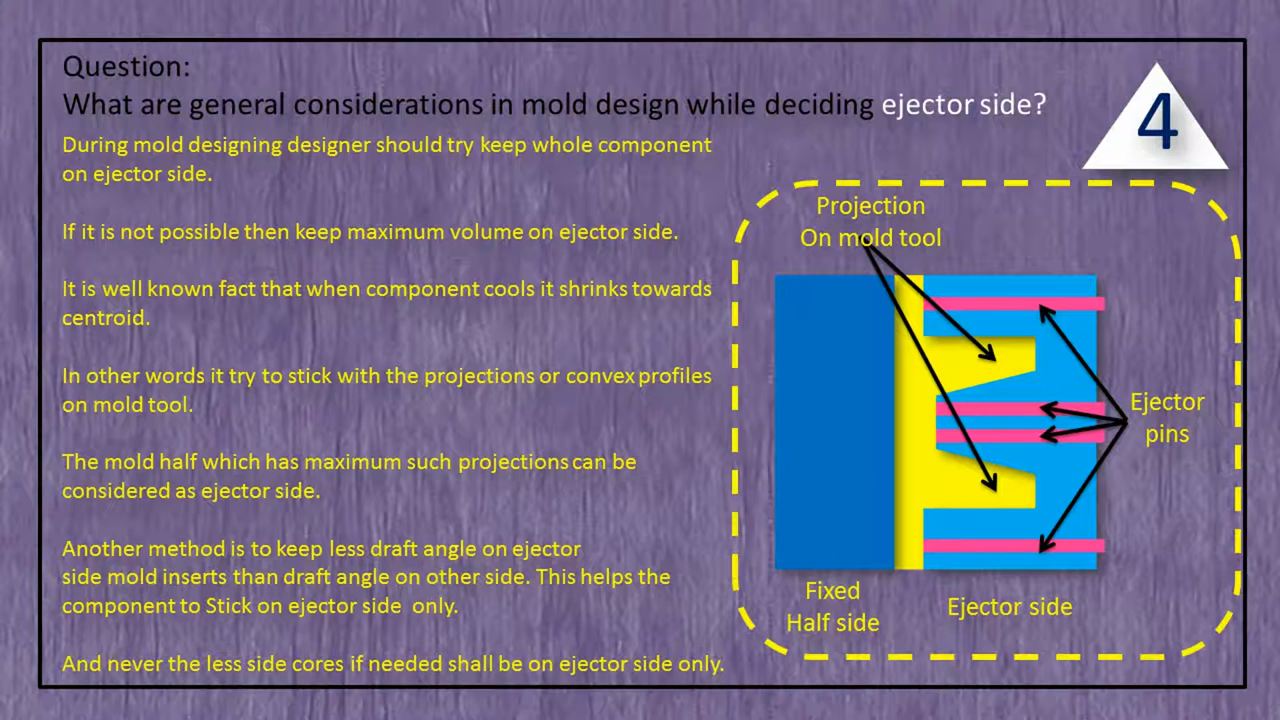 Question:
What are general considerations in mold design while deciding ejector side?
4
During mold designing designer should try keep whole component
on ejector side.
If it is not possible then keep maximum volume on ejector side.
It is well known fact that when component cools it shrinks towards
centroid.
In other words it try to stick with the projections or convex profiles
on mold tool.
The mold half which has maximum such projections can be
considered as ejector side.
Another method is to keep less draft angle on ejector
side mold inserts than draft angle on other side. This helps the
component to Stick on ejector side only.
And never the less side cores if needed shall be on ejector side only.
Projection
On mold tool
Ejector
pins
Fixed
Half side
Ejector side